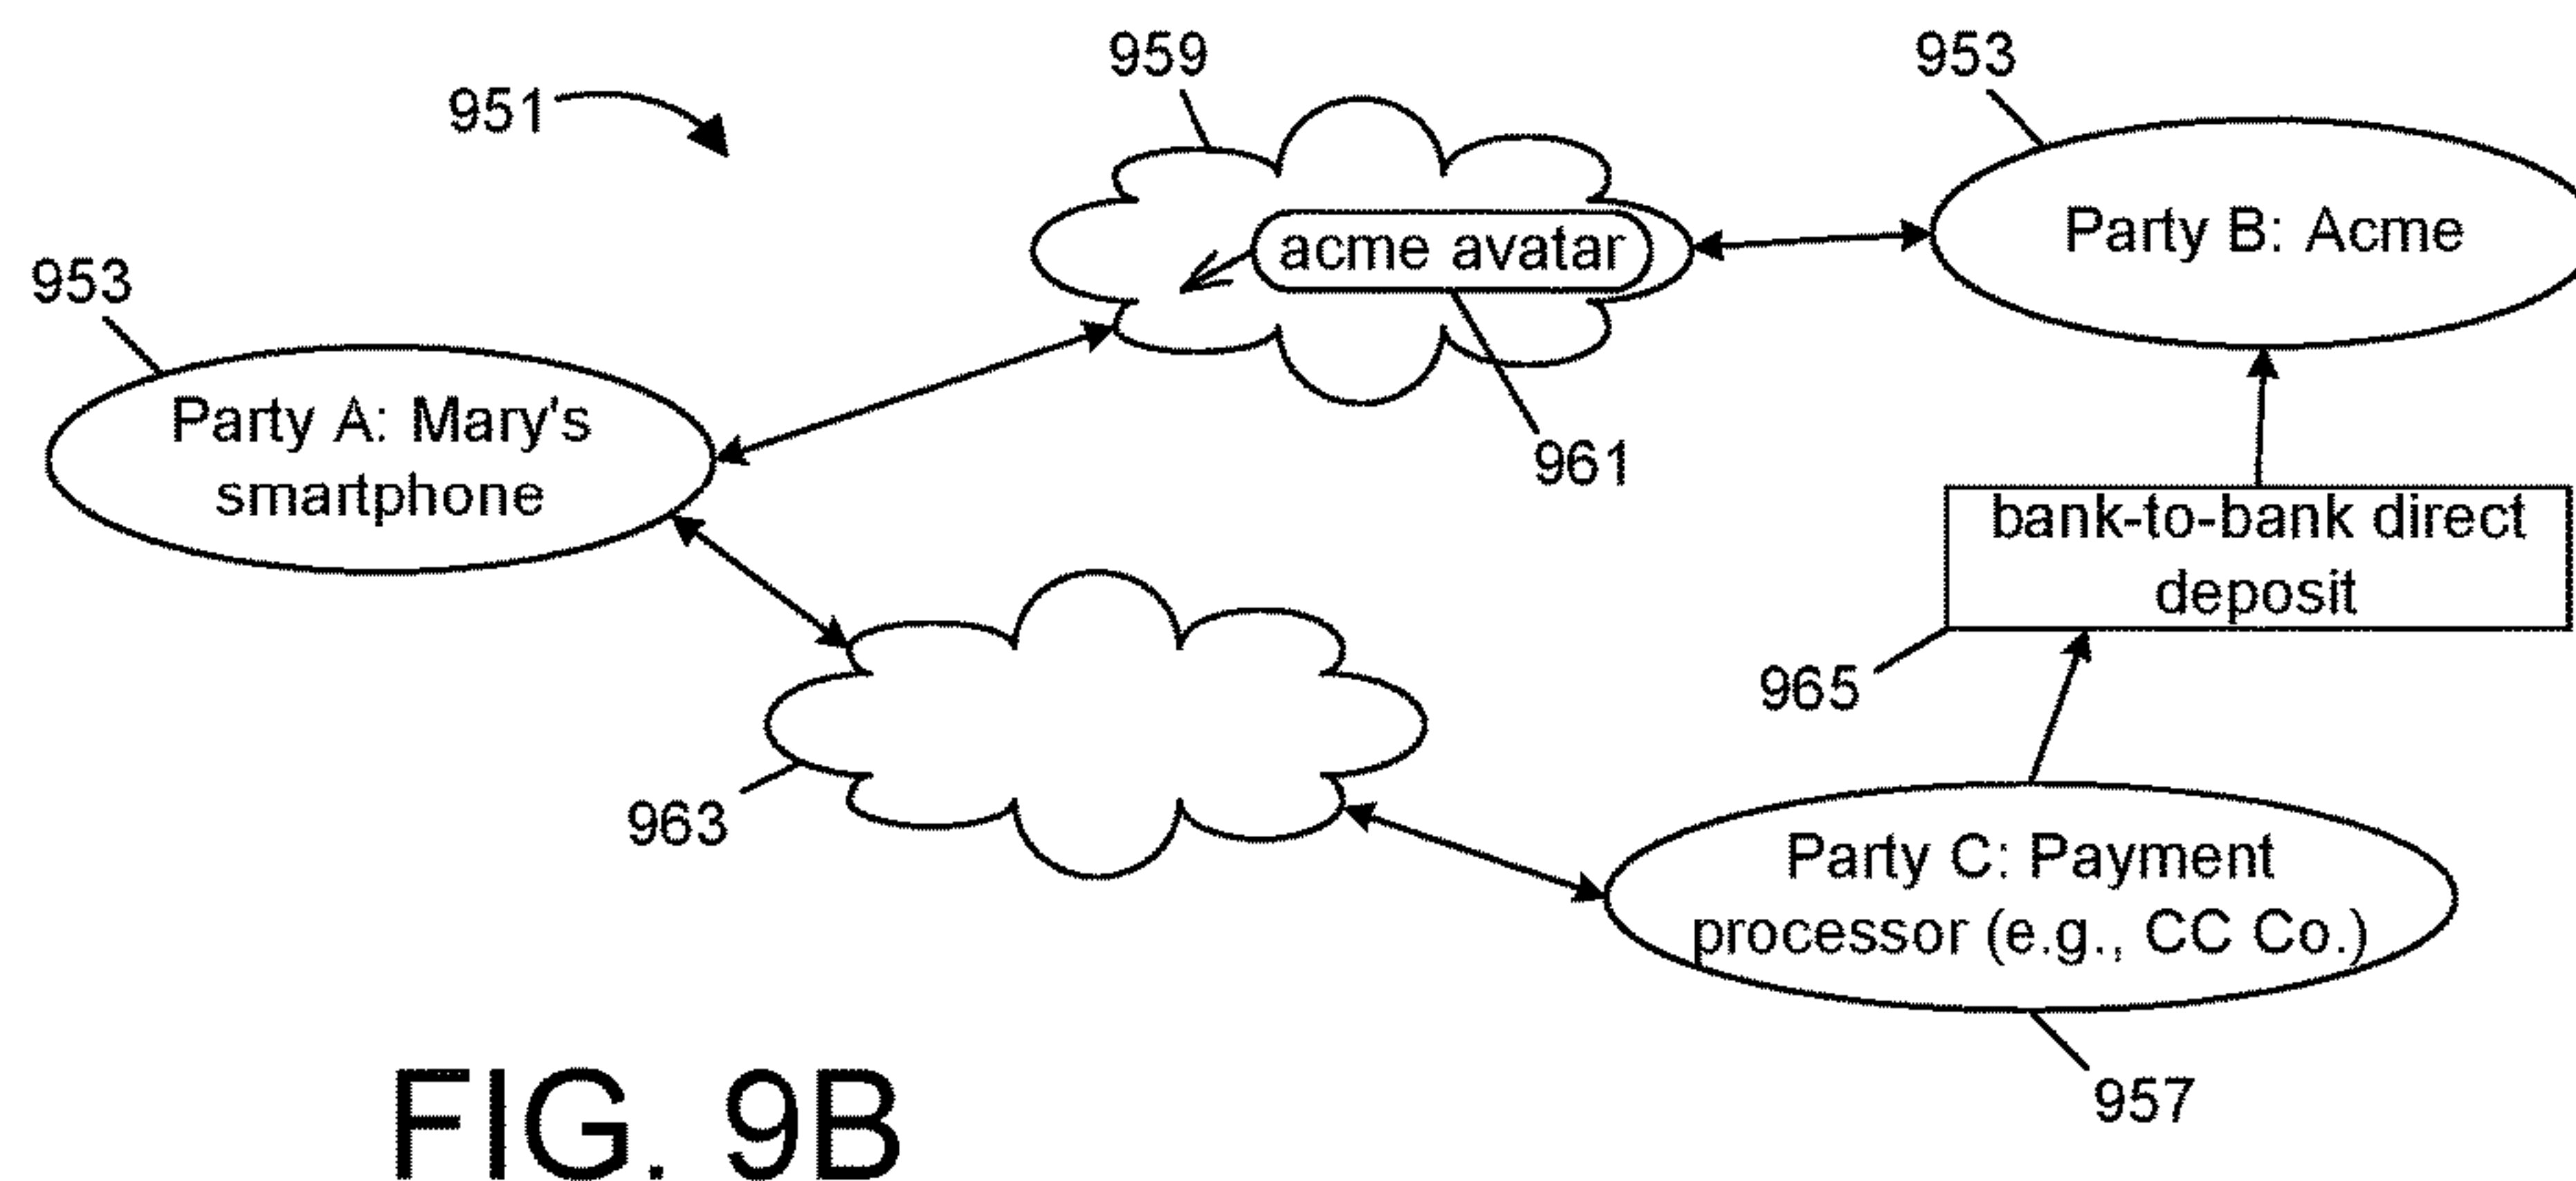 959
953
951
953
acme avatar
Party B: Acme
Party A: Mary's
smartphone
961
bank-to-bank direct
deposit
965
963
Party C: Payment
processor (e.g., CC Co.)
957
FIG. 9B